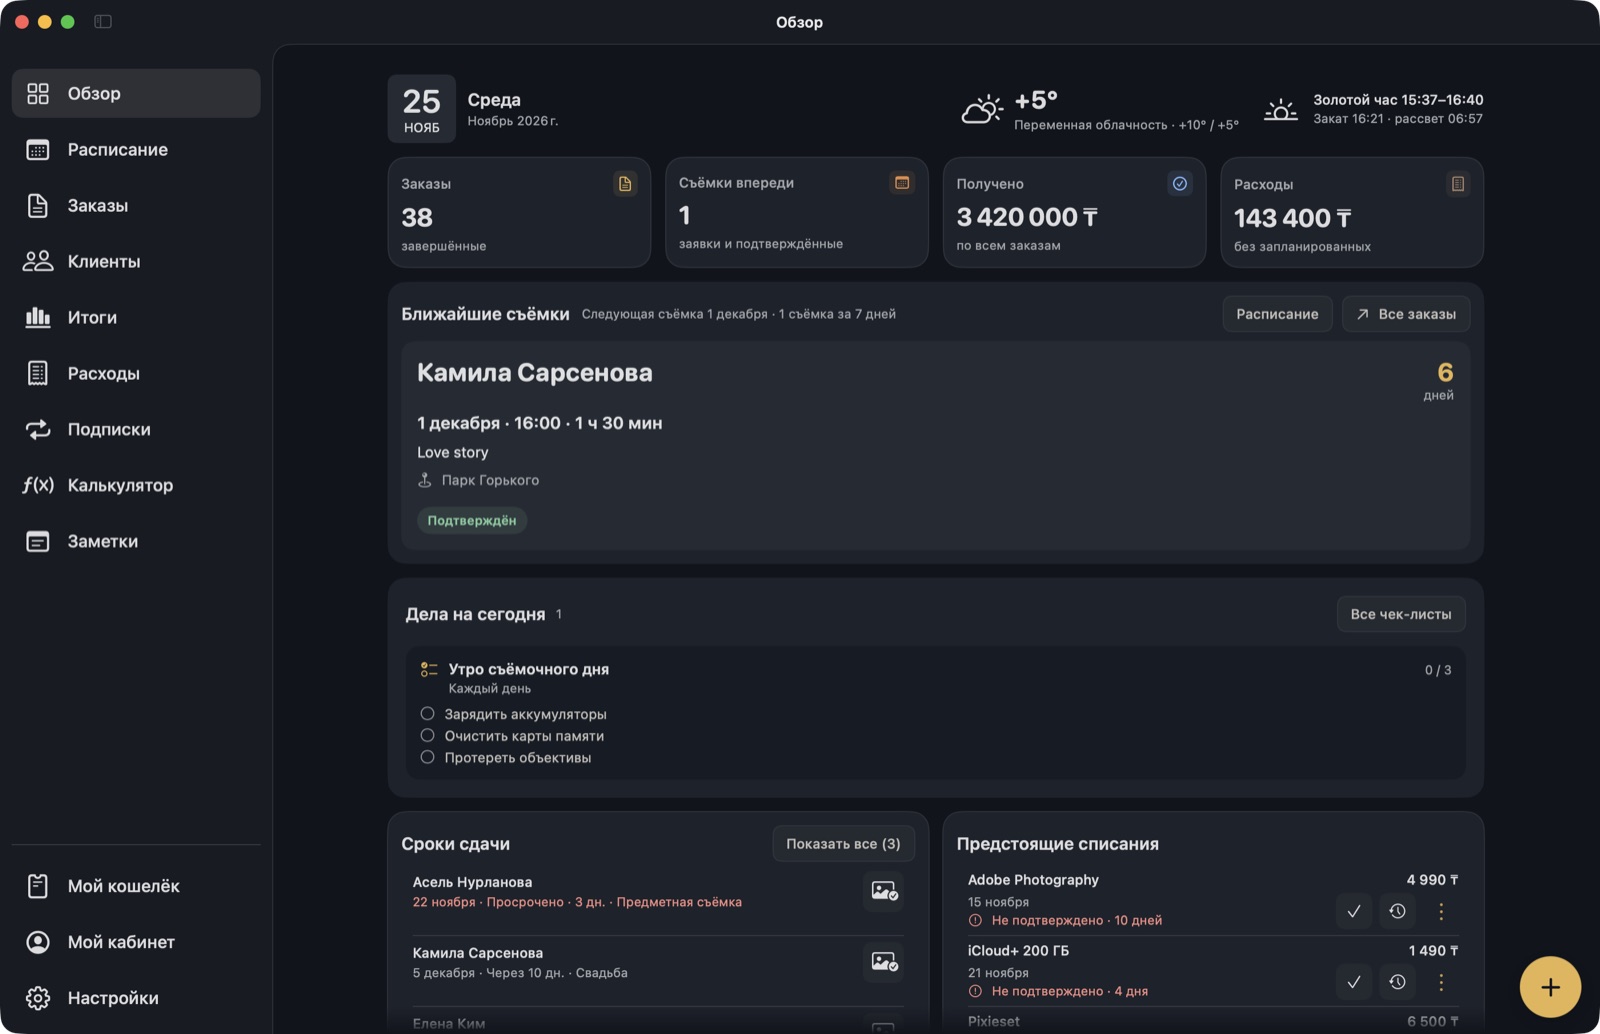 Обзор
Обзор
Расписание
Заказы
Клиенты
Итоги
Расходы
Подписки
f(x) Калькулятор
Заметки
Мой кошелёк
Мой кабинет
Настройки
25
НОЯБ
Среда
Ноябрь 2026 г.
+5°
Переменная облачность · +10° / +5°
Золотой час 15:37–16:40
Закат 16:21 · рассвет 06:57
Заказы
38
завершённые
Съёмки впереди
1
заявки и подтверждённые
Получено
3 420 000 ₸
по всем заказам
Расходы
143 400 ₸
без запланированных
Ближайшие съёмки Следующая съёмка 1 декабря · 1 съёмка за 7 дней
Расписание
Все заказы
Камила Сарсенова
6
дней
1 декабря · 16:00 · 1 ч 30 мин
Love story
Парк Горького
Подтверждён
Дела на сегодня 1
Все чек-листы
Утро съёмочного дня
0 / 3
Каждый день
Зарядить аккумуляторы
Очистить карты памяти
Протереть объективы
Сроки сдачи
Показать все (3)
Асель Нурланова
22 ноября · Просрочено · 3 дн. · Предметная съёмка
Камила Сарсенова
5 декабря · Через 10 дн. · Свадьба
Елена Ким
Предстоящие списания
Adobe Photography
4 990 ₸
15 ноября
Не подтверждено · 10 дней
iCloud+ 200 ГБ
1 490 ₸
21 ноября
Не подтверждено · 4 дня
Pixieset
6 500 ₸